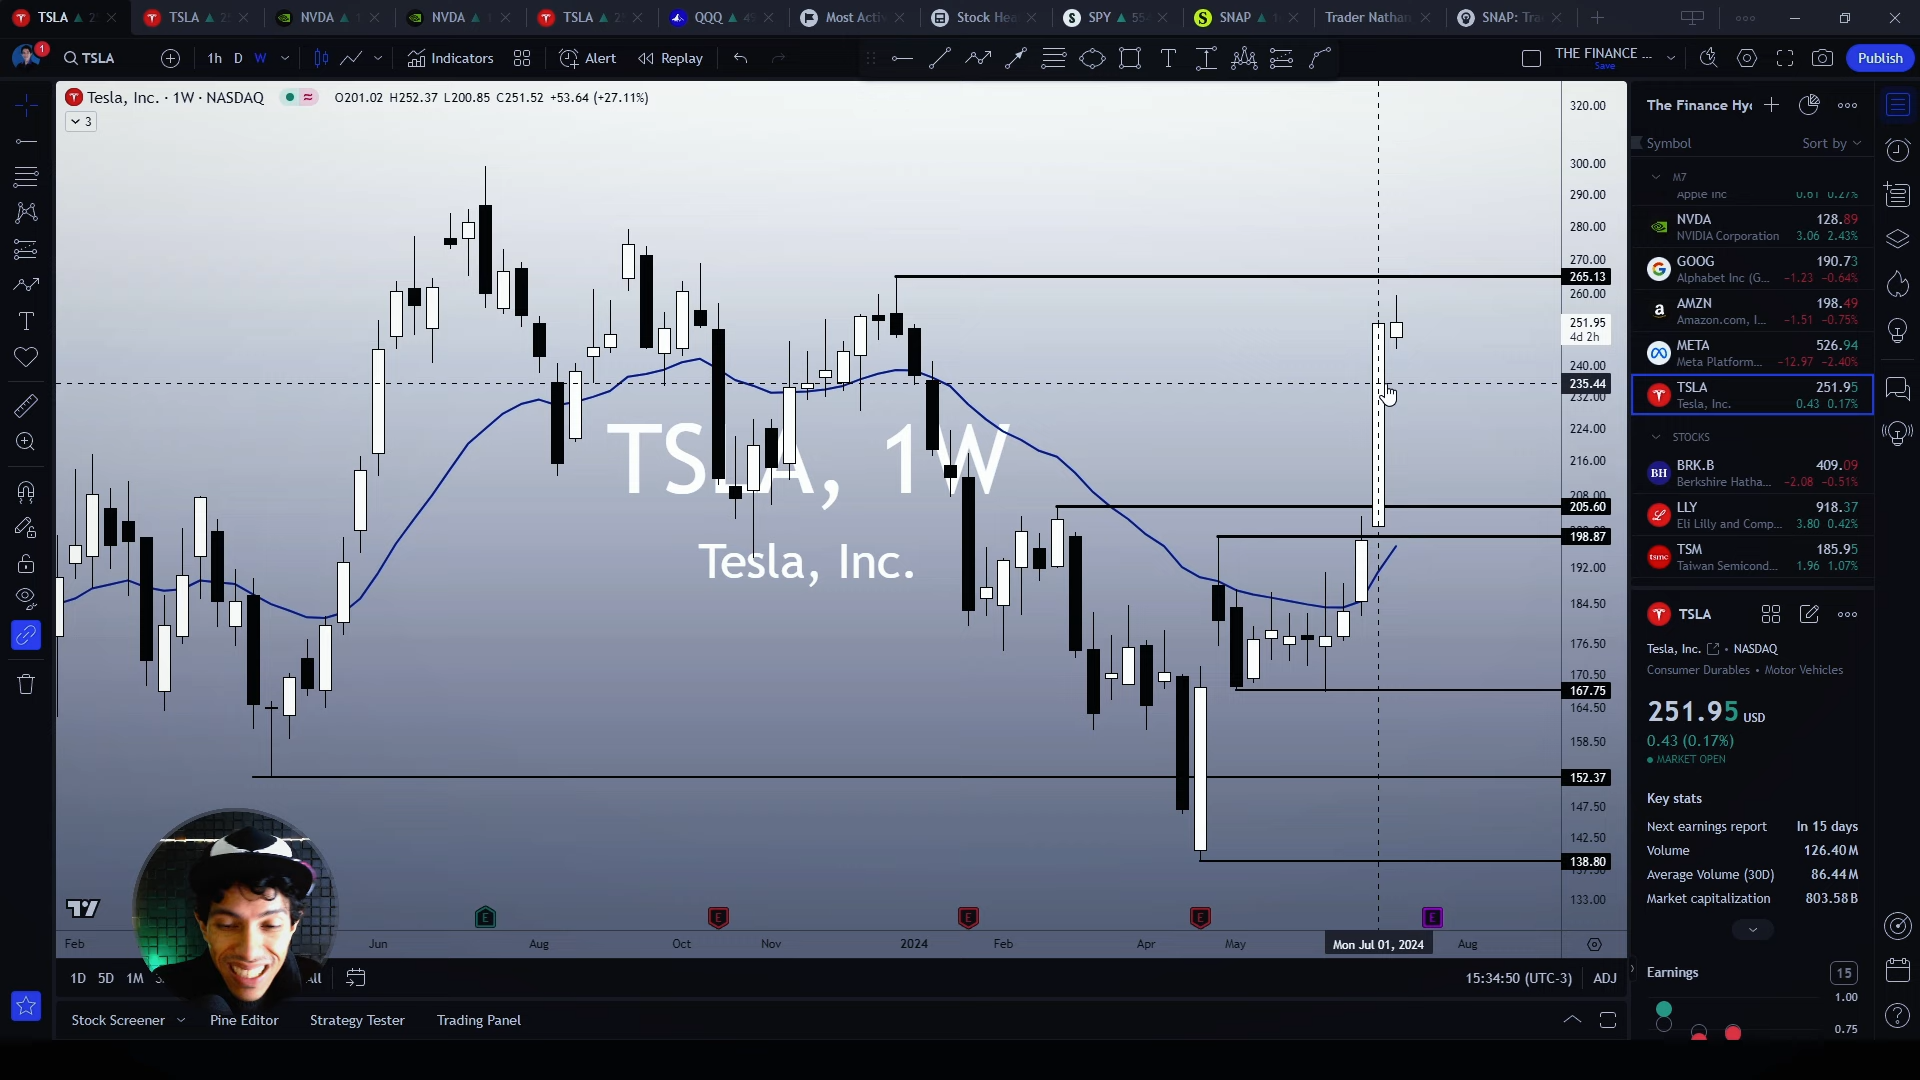 TSLA
TSLA
NVDA
NVDA
TSLA
QQQ
Most Acti
Stock Hea
SPY
SNAP
Trader Nathan
SNAP: Tra
1
TSLA
1h
D
W
Indicators
Alert
Replay
THE FINANCE ...
Save
Publish
Tesla, Inc. · 1W · NASDAQ
O201.02 H252.37 L200.85 C251.52 +53.64 (+27.11%)
3
TSLA, 1W
Tesla, Inc.
320.00
300.00
290.00
280.00
270.00
265.13
260.00
251.95
4d 2h
240.00
235.44
232.00
224.00
216.00
208.00
205.60
198.87
192.00
184.50
176.50
170.50
167.75
164.50
158.50
152.37
147.50
142.50
138.80
133.00
E
E
E
E
E
Feb
Jun
Aug
Oct
Nov
2024
Feb
Apr
May
Mon Jul 01, 2024
Aug
1D
5D
1M
15:34:50 (UTC-3)
ADJ
Stock Screener
Pine Editor
Strategy Tester
Trading Panel
The Finance Hyd
Symbol
Sort by
M7
Apple Inc
0.61 0.27%
NVDA
128.89
NVIDIA Corporation
3.06 2.43%
GOOG
190.73
Alphabet Inc (G...
−1.23 −0.64%
AMZN
198.49
Amazon.com, I...
−1.51 −0.75%
META
526.94
Meta Platform...
−12.97 −2.40%
TSLA
251.95
Tesla, Inc.
0.43 0.17%
STOCKS
BRK.B
409.09
Berkshire Hatha...
−2.08 −0.51%
LLY
918.37
Eli Lilly and Comp...
3.80 0.42%
TSM
185.95
Taiwan Semicond...
1.96 1.07%
TSLA
Tesla, Inc. • NASDAQ
Consumer Durables • Motor Vehicles
251.95 USD
0.43 (0.17%)
MARKET OPEN
Key stats
Next earnings report
In 15 days
Volume
126.40M
Average Volume (30D)
86.44M
Market capitalization
803.58B
Earnings
15
1.00
0.75